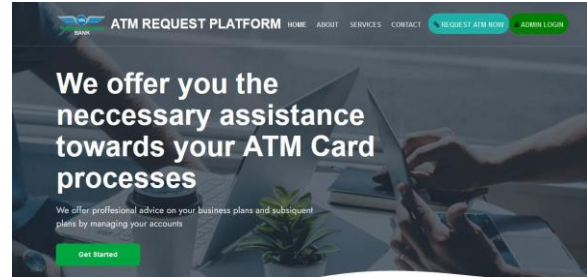 BANK
ATM REQUEST PLATFORM
HOME ABOUT SERVICES CONTACT REQUEST ATM NOW ADMIN LOGIN
We offer you the
neccessary assistance
towards your ATM Card
processes
We offer proffesional advice on your business plans and subsiquent
plans by managing your accounts
Get Started